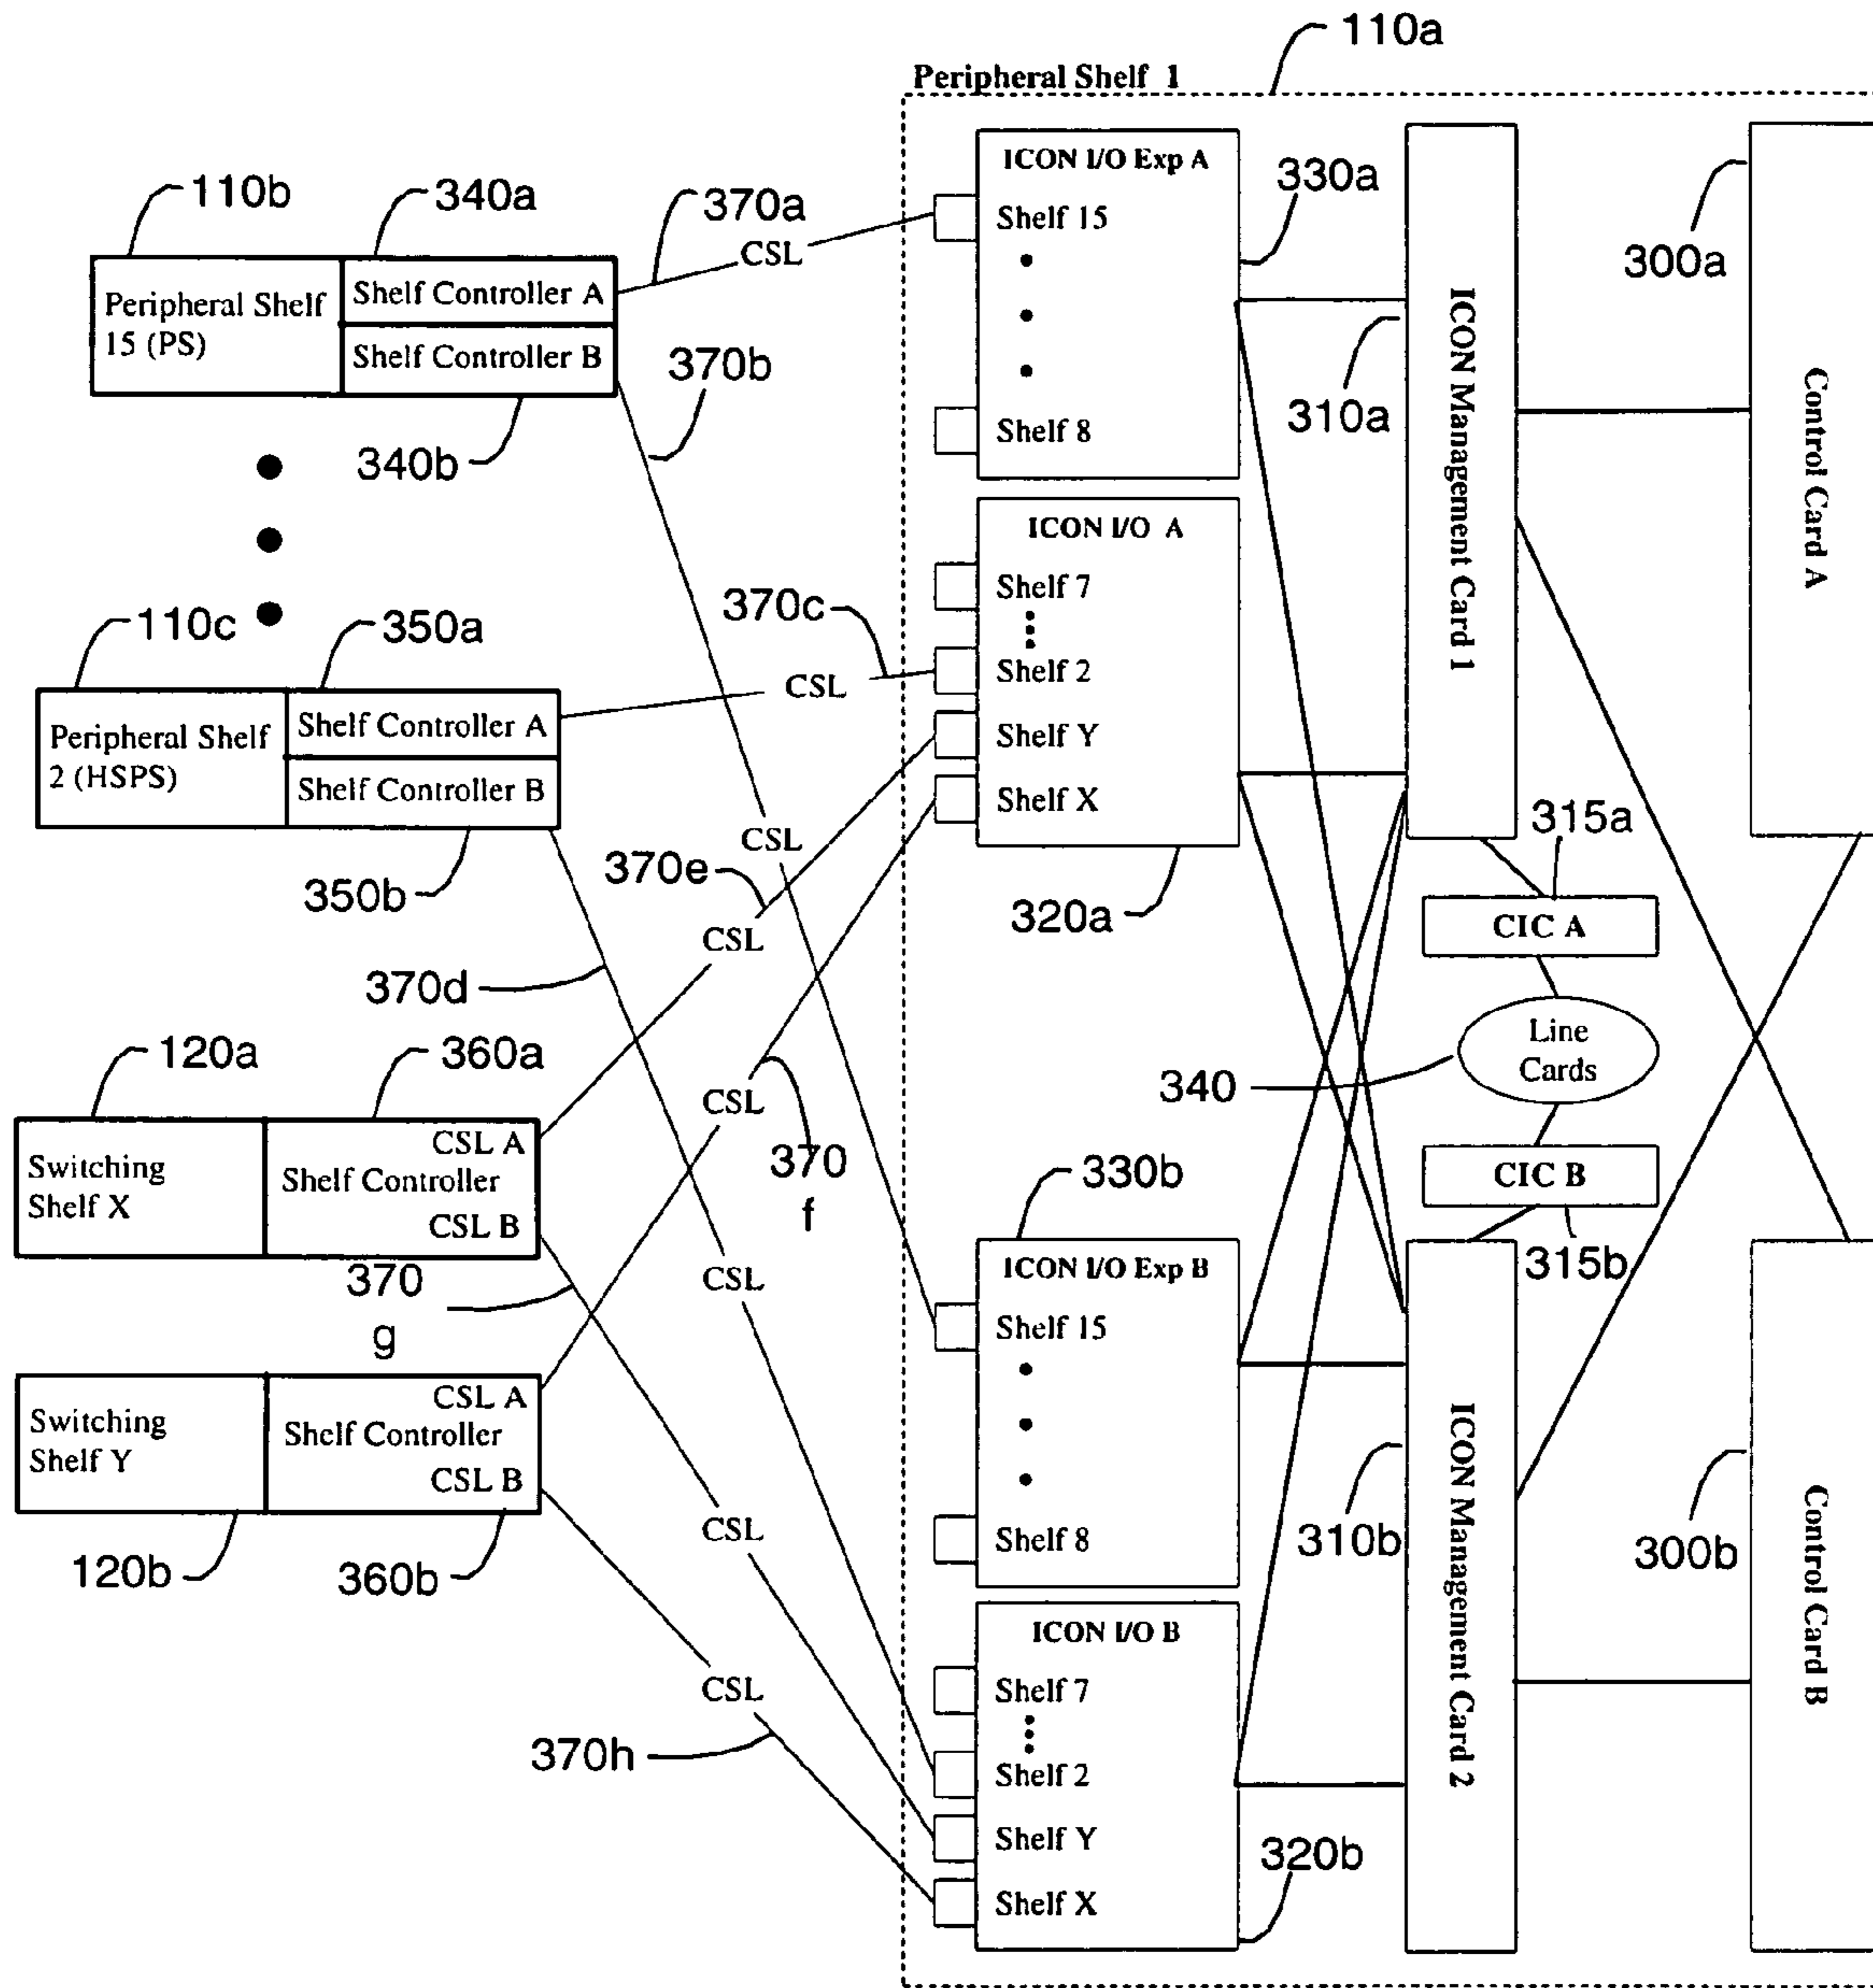 110a
Peripheral Shelf 1
110b
340a
370a
CSL
Peripheral Shelf
15 (PS)
Shelf Controller A
Shelf Controller B
370b
340b
110c
350a
370c
CSL
Peripheral Shelf
2 (HSPS)
Shelf Controller A
Shelf Controller B
350b
CSL
370e
CSL
370d
120a
360a
CSL
370
f
Switching
Shelf X
CSL A
Shelf Controller
CSL B
370
g
CSL
Switching
Shelf Y
CSL A
Shelf Controller
CSL B
120b
360b
CSL
CSL
370h
ICON I/O Exp A
Shelf 15
Shelf 8
330a
ICON I/O A
Shelf 7
Shelf 2
Shelf Y
Shelf X
320a
330b
ICON I/O Exp B
Shelf 15
Shelf 8
ICON I/O B
Shelf 7
Shelf 2
Shelf Y
Shelf X
320b
310a
ICON Management Card 1
300a
Control Card A
315a
CIC A
Line
Cards
340
CIC B
315b
310b
ICON Management Card 2
300b
Control Card B